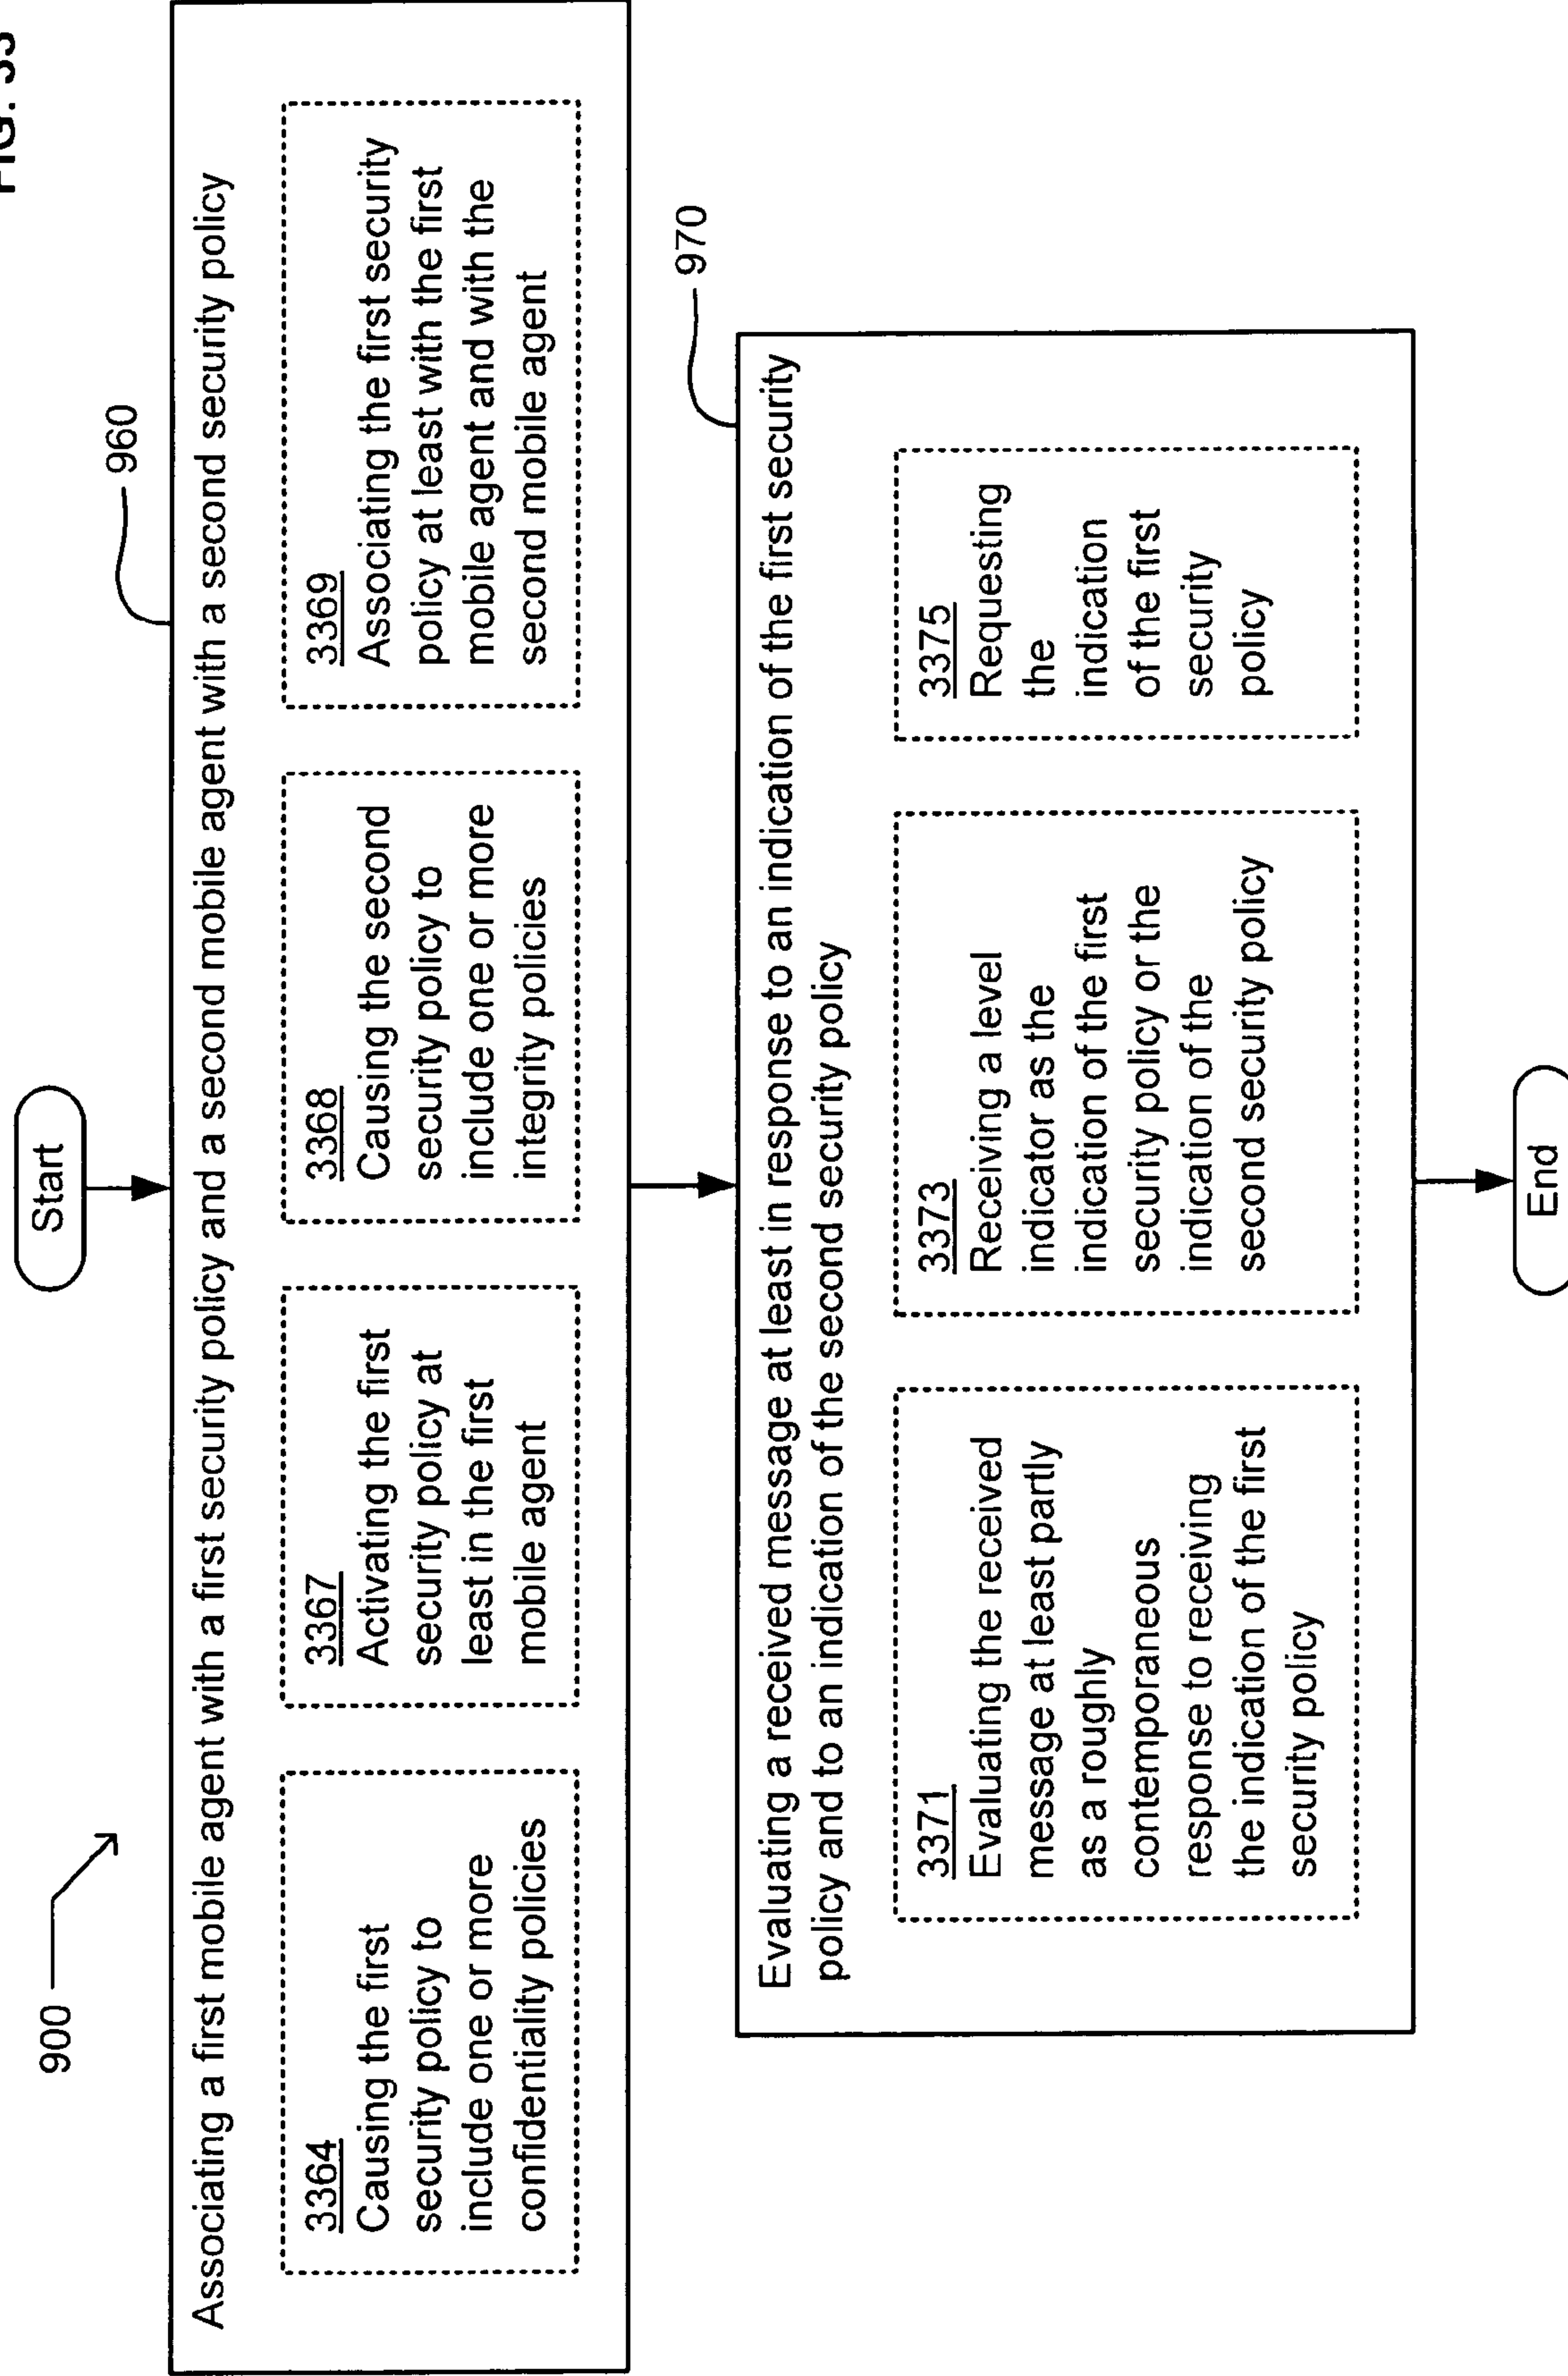 FIG. 33
900
Start
960
Associating a first mobile agent with a first security policy and a second mobile agent with a second security policy
3364
Causing the first
security policy to
include one or more
confidentiality policies
3367
Activating the first
security policy at
least in the first
mobile agent
3368
Causing the second
security policy to
include one or more
integrity policies
3369
Associating the first security
policy at least with the first
mobile agent and with the
second mobile agent
970
Evaluating a received message at least in response to an indication of the first security
policy and to an indication of the second security policy
3371
Evaluating the received
message at least partly
as a roughly
contemporaneous
response to receiving
the indication of the first
security policy
3373
Receiving a level
indicator as the
indication of the first
security policy or the
indication of the
second security policy
3375
Requesting
the
indication
of the first
security
policy
End